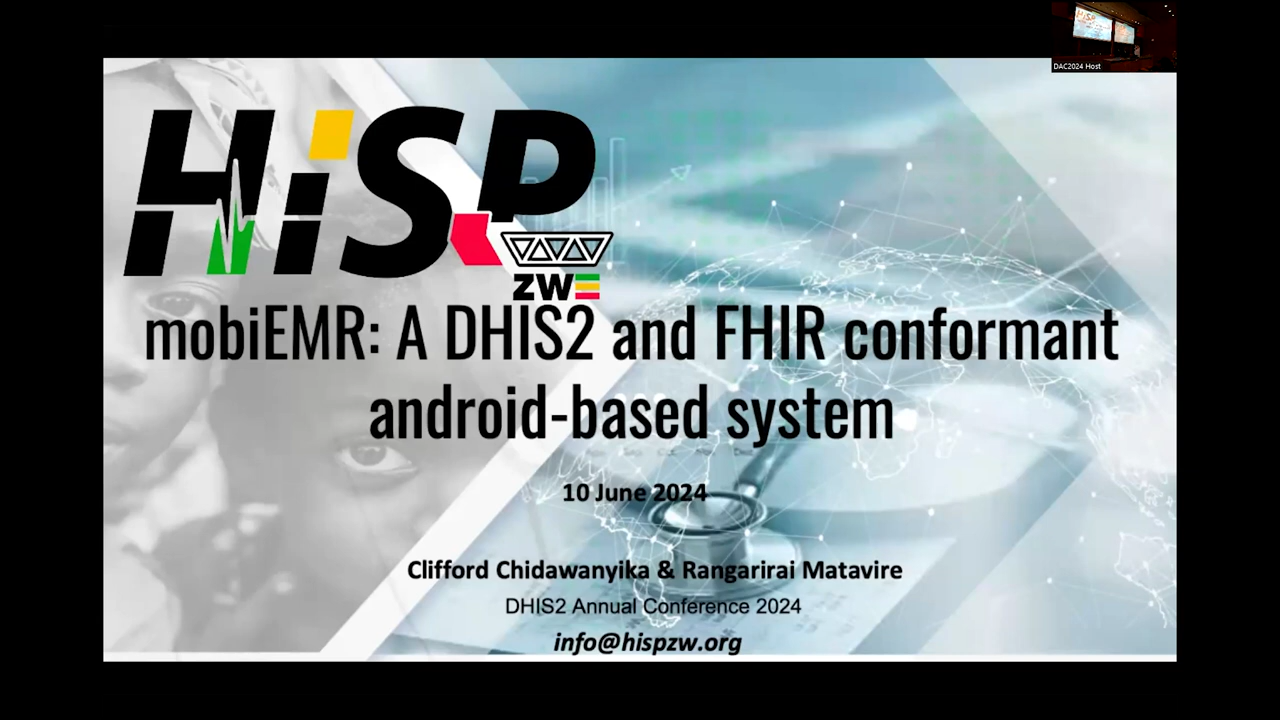 DAC2024 Host
HiSP
ZWE
mobiEMR: A DHIS2 and FHIR conformant
android-based system
10 June 2024
Clifford Chidawanyika & Rangarirai Matavire
DHIS2 Annual Conference 2024
info@hispzw.org